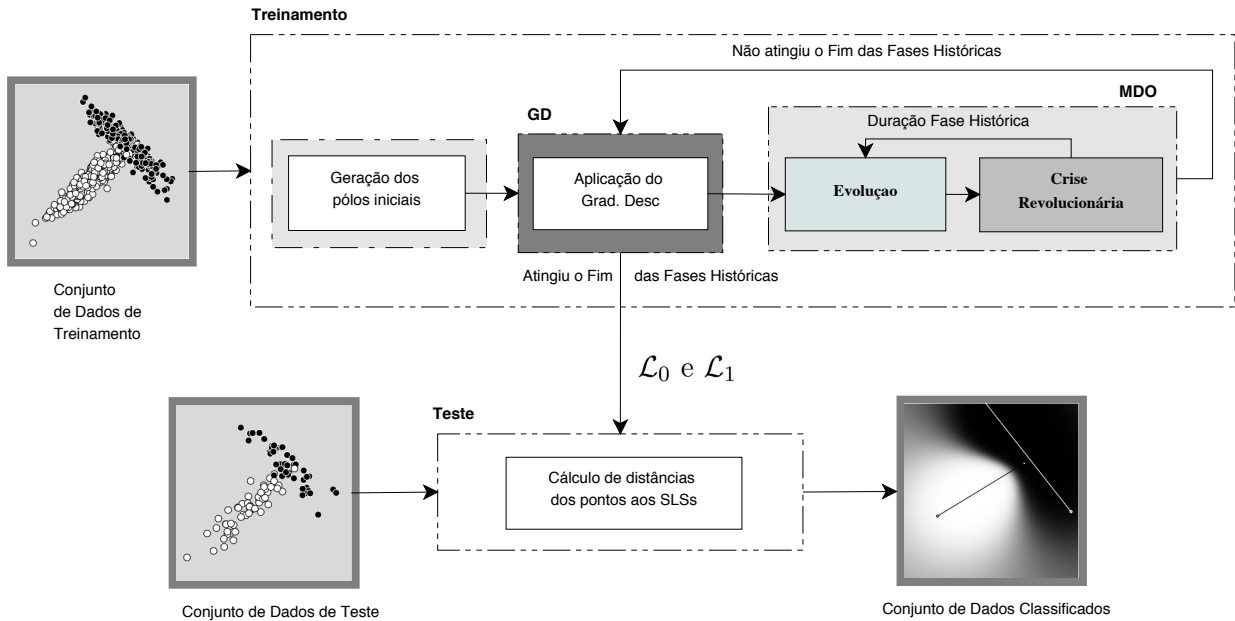 Treinamento
Não atingiu o Fim das Fases Históricas
GD
MDO
Duração Fase Histórica
Geração dos
pólos iniciais
Aplicação do
Grad. Desc
Evoluçao
Crise
Revolucionária
Atingiu o Fim das Fases Históricas
Conjunto
de Dados de
Treinamento
ℒ₀ e ℒ₁
Teste
Cálculo de distâncias
dos pontos aos SLSs
Conjunto de Dados de Teste
Conjunto de Dados Classificados